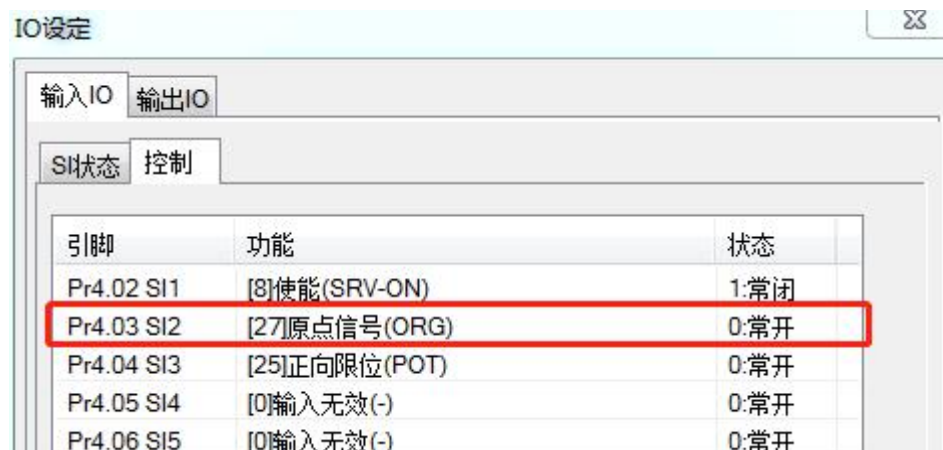 IO设定
输入IO 输出IO
SI状态 控制
引脚 功能 状态
Pr4.02 SI1 [8]使能(SRV-ON) 1:常闭
Pr4.03 SI2 [27]原点信号(ORG) 0:常开
Pr4.04 SI3 [25]正向限位(POT) 0:常开
Pr4.05 SI4 [0]输入无效(-) 0:常开
Pr4.06 SI5 [0]输入无效(-) 0:常开